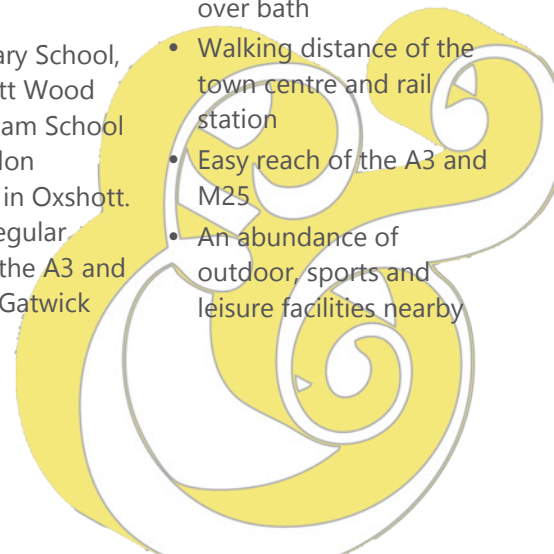 ary School,
tt Wood
am School
don
in Oxshott.
egular
the A3 and
Gatwick
over bath
• Walking distance of the
town centre and rail
station
• Easy reach of the A3 and
M25
• An abundance of
outdoor, sports and
leisure facilities nearby